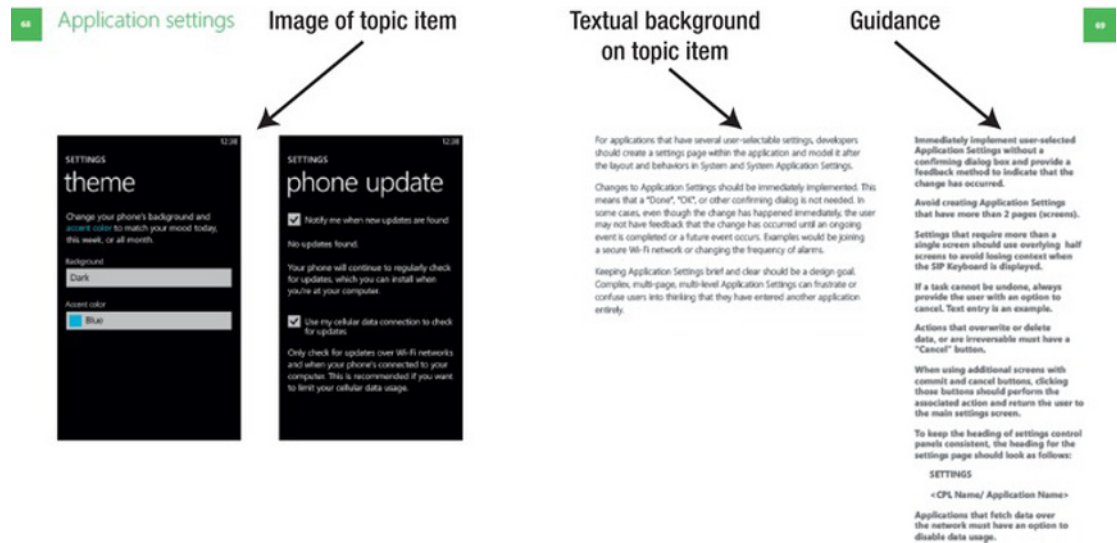 68
Application settings
Image of topic item
Textual background
on topic item
Guidance
69
12:38
SETTINGS
theme
Change your phone's background and
accent color to match your mood today,
this week, or all month.
Background
Dark
Accent color
Blue
12:38
SETTINGS
phone update
Notify me when new updates are found
No updates found.
Your phone will continue to regularly check
for updates, which you can install when
you're at your computer.
Use my cellular data connection to check
for updates
Only check for updates over Wi-Fi networks
and when your phone's connected to your
computer. This is recommended if you want
to limit your cellular data usage.
For applications that have several user-selectable settings, developers
should create a settings page within the application and model it after
the layout and behaviors in System and System Application Settings.
Changes to Application Settings should be immediately implemented. This
means that a "Done", "OK", or other confirming dialog is not needed. In
some cases, even though the change has happened immediately, the user
may not have feedback that the change has occurred until an ongoing
event is completed or a future event occurs. Examples would be joining
a secure Wi-Fi network or changing the frequency of alarms.
Keeping Application Settings brief and clear should be a design goal.
Complex, multi-page, multi-level Application Settings can frustrate or
confuse users into thinking that they have entered another application
entirely.
Immediately implement user-selected
Application Settings without a
confirming dialog box and provide a
feedback method to indicate that the
change has occurred.
Avoid creating Application Settings
that have more than 2 pages (screens).
Settings that require more than a
single screen should use overlying half
screens to avoid losing context when
the SIP Keyboard is displayed.
If a task cannot be undone, always
provide the user with an option to
cancel. Text entry is an example.
Actions that overwrite or delete
data, or are irreversable must have a
"Cancel" button.
When using additional screens with
commit and cancel buttons, clicking
those buttons should perform the
associated action and return the user to
the main settings screen.
To keep the heading of settings control
panels consistent, the heading for the
settings page should look as follows:
SETTINGS
<CPL Name/ Application Name>
Applications that fetch data over
the network must have an option to
disable data usage.